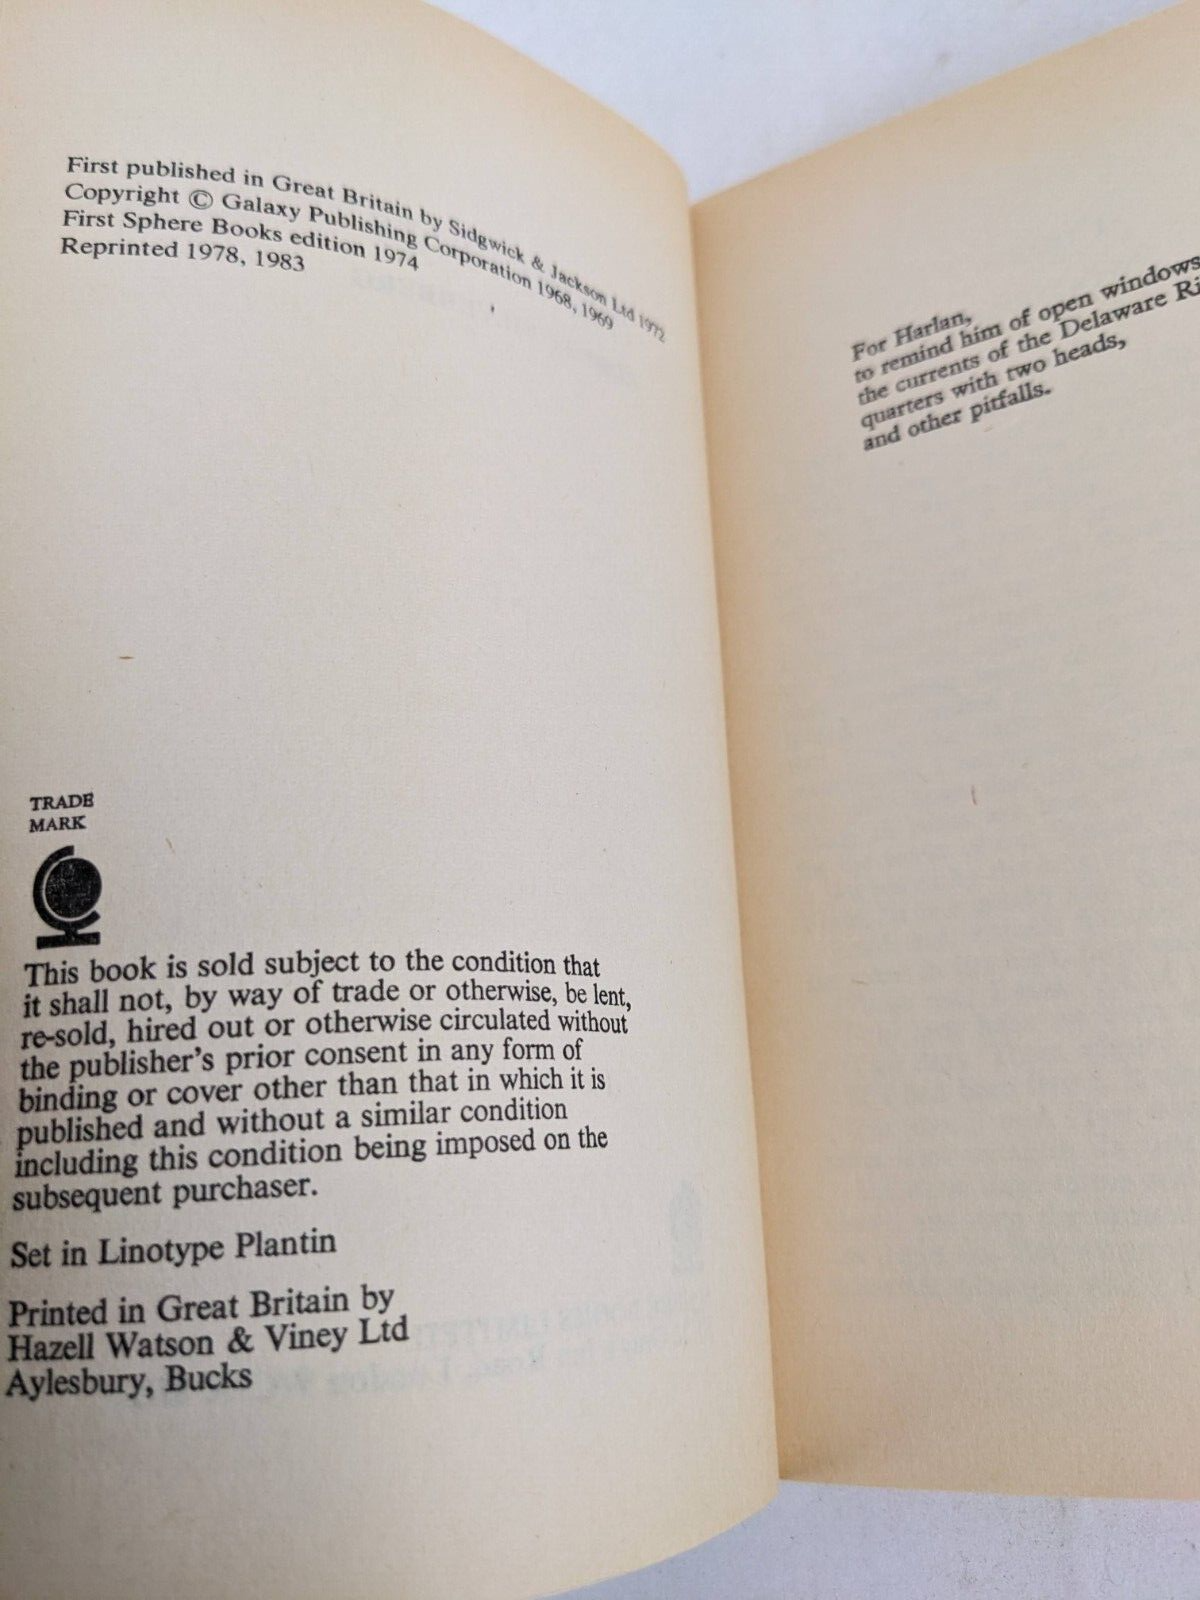 First published in Great Britain by Sidgwick & Jackson Ltd 1972
Copyright © Galaxy Publishing Corporation 1968, 1969
First Sphere Books edition 1974
Reprinted 1978, 1983
TRADE
MARK
This book is sold subject to the condition that
it shall not, by way of trade or otherwise, be lent,
re-sold, hired out or otherwise circulated without
the publisher's prior consent in any form of
binding or cover other than that in which it is
published and without a similar condition
including this condition being imposed on the
subsequent purchaser.
Set in Linotype Plantin
Printed in Great Britain by
Hazell Watson & Viney Ltd
Aylesbury, Bucks
For Harlan,
to remind him of open windows
the currents of the Delaware Ri
quarters with two heads,
and other pitfalls.